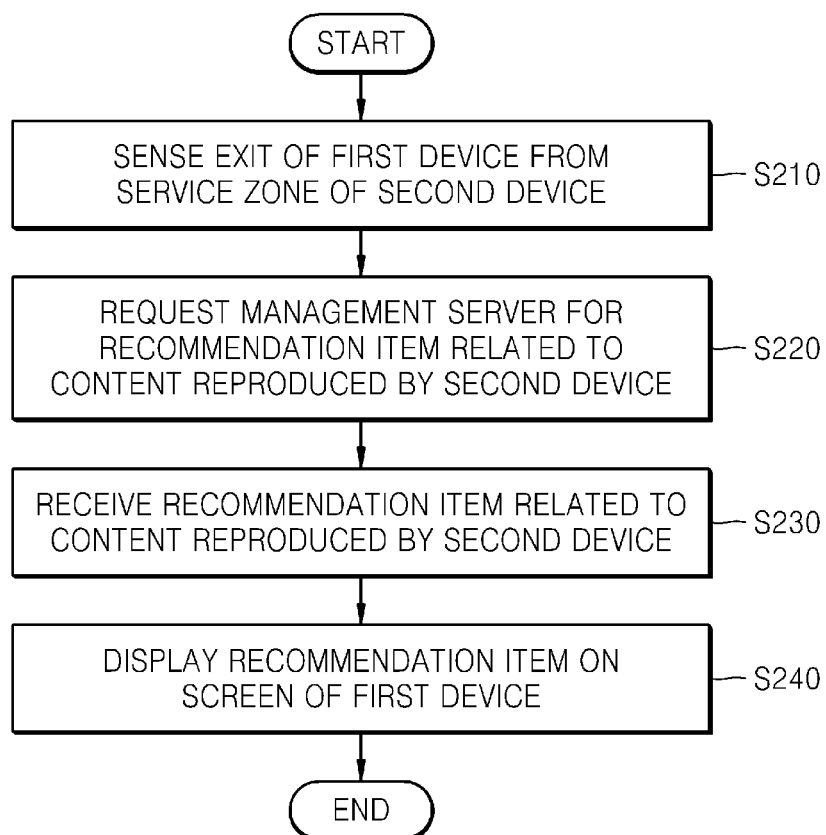 START
SENSE EXIT OF FIRST DEVICE FROM
SERVICE ZONE OF SECOND DEVICE
S210
REQUEST MANAGEMENT SERVER FOR
RECOMMENDATION ITEM RELATED TO
CONTENT REPRODUCED BY SECOND DEVICE
S220
RECEIVE RECOMMENDATION ITEM RELATED TO
CONTENT REPRODUCED BY SECOND DEVICE
S230
DISPLAY RECOMMENDATION ITEM ON
SCREEN OF FIRST DEVICE
S240
END